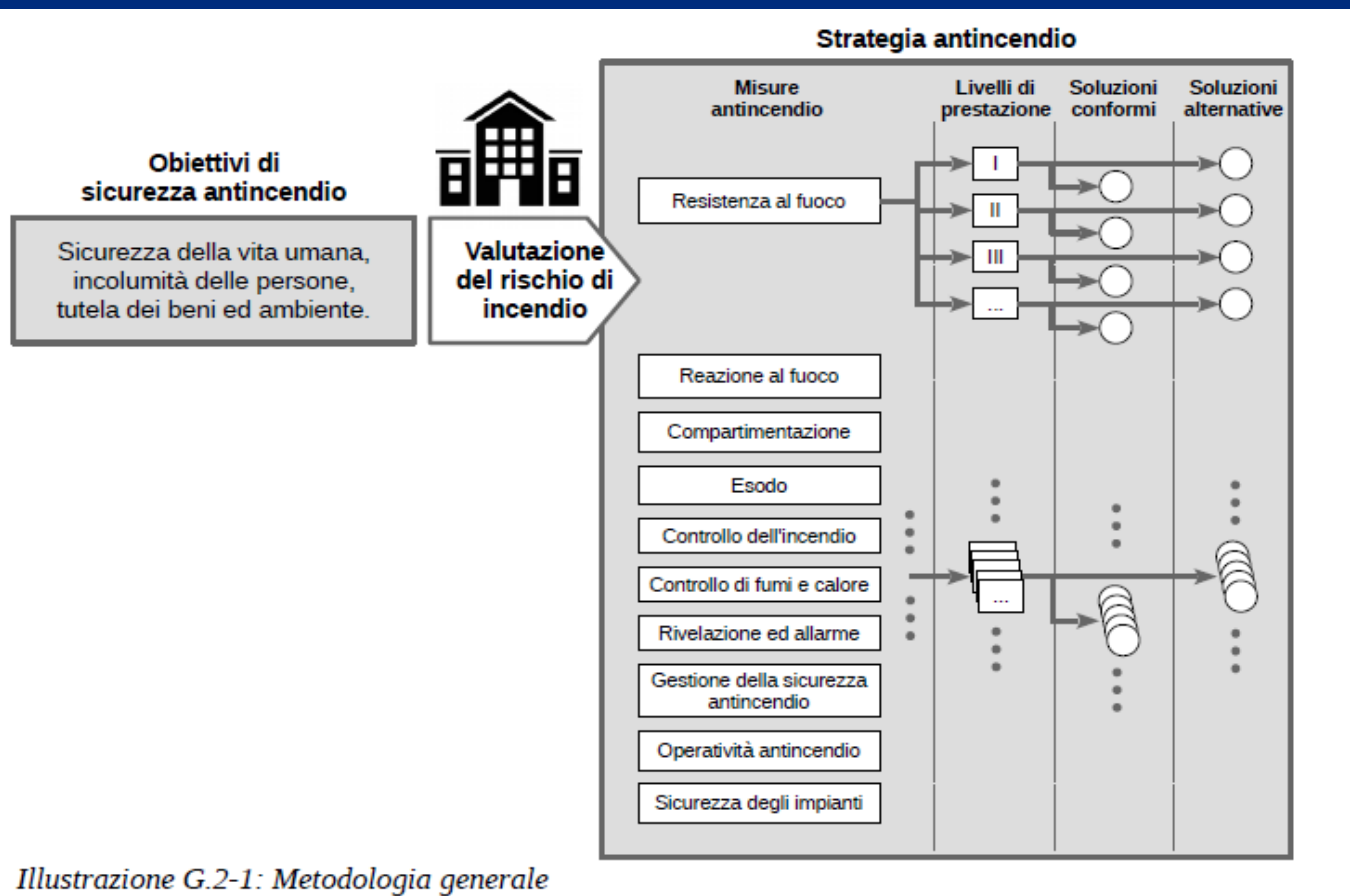 Strategia antincendio
Obiettivi di
sicurezza antincendio
Sicurezza della vita umana,
incolumità delle persone,
tutela dei beni ed ambiente.
Valutazione
del rischio di
incendio
Misure
antincendio
Livelli di
prestazione
Soluzioni
conformi
Soluzioni
alternative
Resistenza al fuoco
I
II
III
...
Reazione al fuoco
Compartimentazione
Esodo
Controllo dell'incendio
Controllo di fumi e calore
...
Rivelazione ed allarme
Gestione della sicurezza
antincendio
Operatività antincendio
Sicurezza degli impianti
Illustrazione G.2-1: Metodologia generale